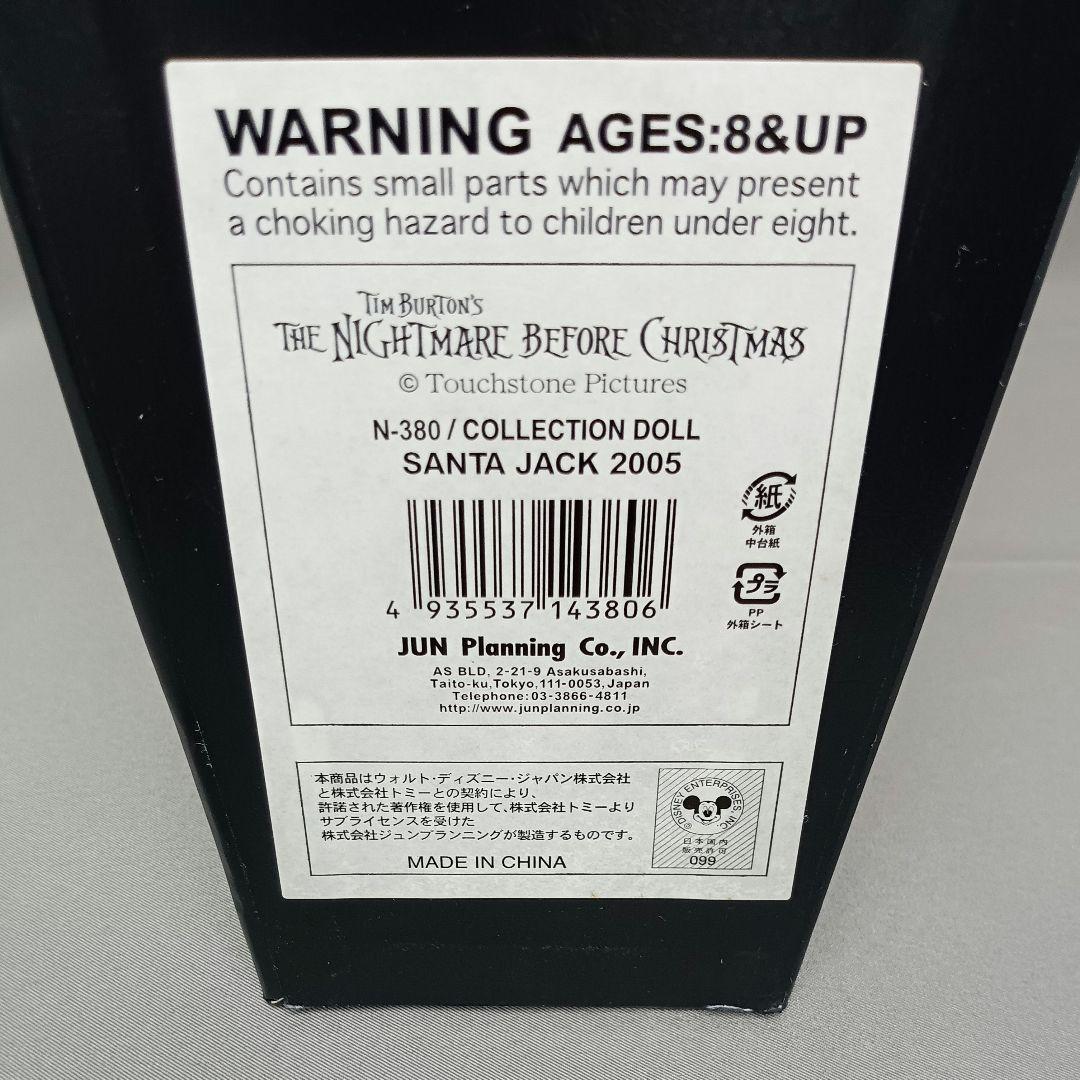 WARNING AGES:8&UP
Contains small parts which may present
a choking hazard to children under eight.
TIM BURTON'S
THE NIGHTMARE BEFORE CHRISTMAS
© Touchstone Pictures
N-380 / COLLECTION DOLL
SANTA JACK 2005
紙
外箱
中台紙
プラ
PP
外箱シート
4 935537 143806
JUN Planning Co., INC.
AS BLD, 2-21-9 Asakusabashi,
Taito-ku,Tokyo,111-0053,Japan
Telephone:03-3866-4811
http://www.junplanning.co.jp
本商品はウォルト・ディズニー・ジャパン株式会社
と株式会社トミーとの契約により、
許諾された著作権を使用して、株式会社トミーより
サブライセンスを受けた
株式会社ジュンプランニングが製造するものです。
MADE IN CHINA
©DISNEY ENTERPRISES INC
日本国内
販売許可
099